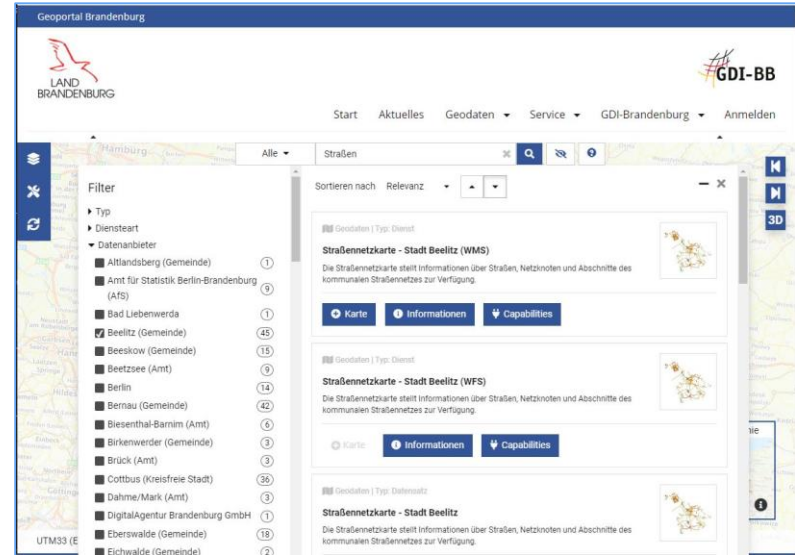 Geoportal Brandenburg
LAND
BRANDENBURG
GDI-BB
Start Aktuelles Geodaten Service GDI-Brandenburg Anmelden
Hamburg
Alle Straßen
3D
Filter
Typ
Diensteart
Datenanbieter
Altlandsberg (Gemeinde) 1
Amt für Statistik Berlin-Brandenburg
(AfS) 9
Bad Liebenwerda 1
Beelitz (Gemeinde) 45
Beeskow (Gemeinde) 15
Beetzsee (Amt) 9
Berlin 14
Bernau (Gemeinde) 42
Biesenthal-Barnim (Amt) 6
Birkenwerder (Gemeinde) 3
Brück (Amt) 3
Cottbus (Kreisfreie Stadt) 36
Dahme/Mark (Amt) 3
DigitalAgentur Brandenburg GmbH 1
Eberswalde (Gemeinde) 18
Eichwalde (Gemeinde) 2
Sortieren nach Relevanz
Geodaten | Typ: Dienst
Straßennetzkarte - Stadt Beelitz (WMS)
Die Straßennetzkarte stellt Informationen über Straßen, Netzknoten und Abschnitte des
kommunalen Straßennetzes zur Verfügung.
Karte Informationen Capabilities
Geodaten | Typ: Dienst
Straßennetzkarte - Stadt Beelitz (WFS)
Die Straßennetzkarte stellt Informationen über Straßen, Netzknoten und Abschnitte des
kommunalen Straßennetzes zur Verfügung.
Karte Informationen Capabilities
Geodaten | Typ: Datensatz
Straßennetzkarte - Stadt Beelitz
Die Straßennetzkarte stellt Informationen über Straßen, Netzknoten und Abschnitte des
kommunalen Straßennetzes zur Verfügung.
UTM33 (E